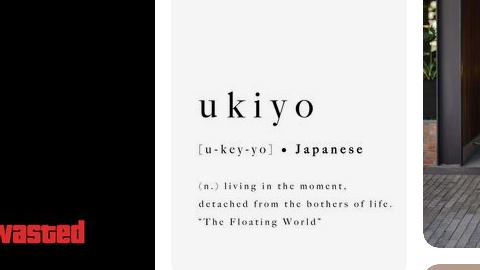 wasted
ukiyo
[u-key-yo] • Japanese
(n.) living in the moment,
detached from the bothers of life.
"The Floating World"